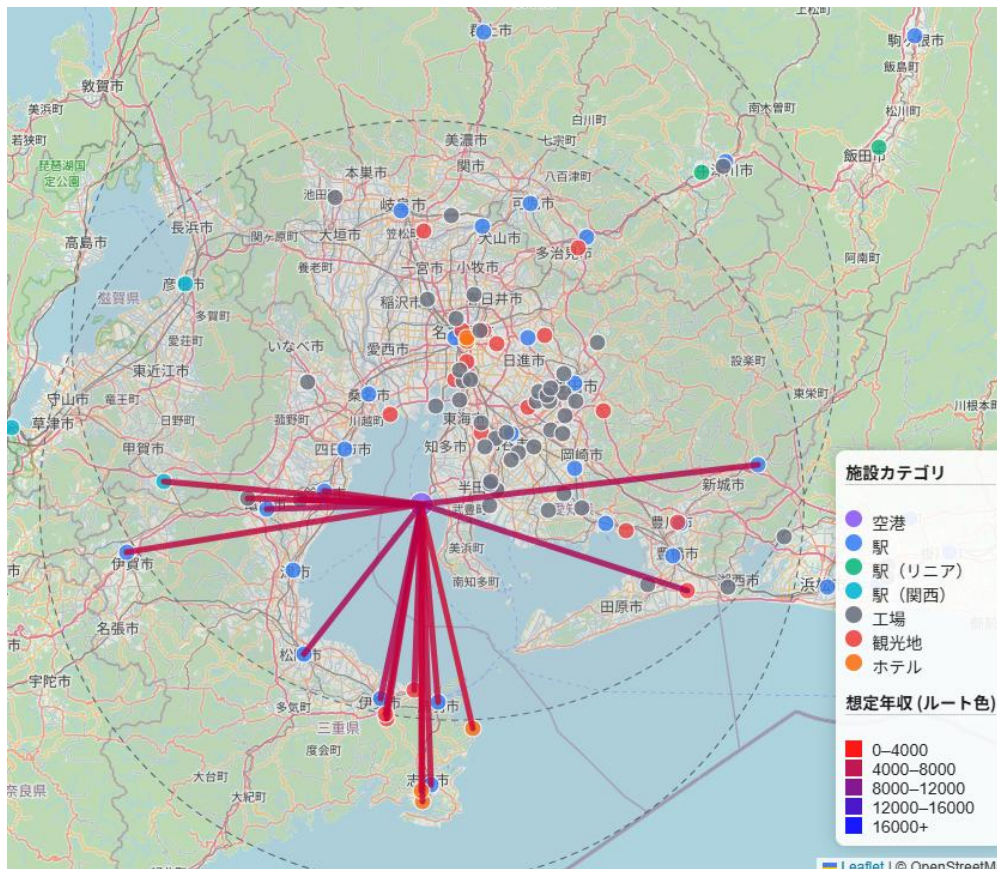 上松町
郡上市
駒ヶ根市
飯島町
敦賀市
美浜町
南木曽町
松川町
白川町
若狭町
美濃市
七宗町
関市
飯田市
琵琶湖国
定公園
本巣市
八百津町
池田町
岐阜市
長浜市
大垣市
笠松町
犬山市
関ヶ原町
高島市
多治見市
阿南町
養老町
一宮市
小牧市
彦根市
滋賀県
稲沢市
春日井市
多賀町
愛荘町
いなべ市
愛西市
日進市
設楽町
東近江市
東栄町
守山市
竜王町
桑名市
日野町
菰野町
川越町
東海市
川根本町
草津市
甲賀市
四日市市
知多市
岡崎市
新城市
半田市
武豊町
愛知県
豊川市
美浜町
伊賀市
津市
南知多町
豊橋市
湖西市
田原市
名張市
松阪市
宇陀市
多気町
三重県
度会町
大台町
志摩市
大紀町
奈良県
施設カテゴリ
空港
駅
駅（リニア）
駅（関西）
工場
観光地
ホテル
想定年収 (ルート色)
0–4000
4000–8000
8000–12000
12000–16000
16000+
Leaflet | © OpenStreetM